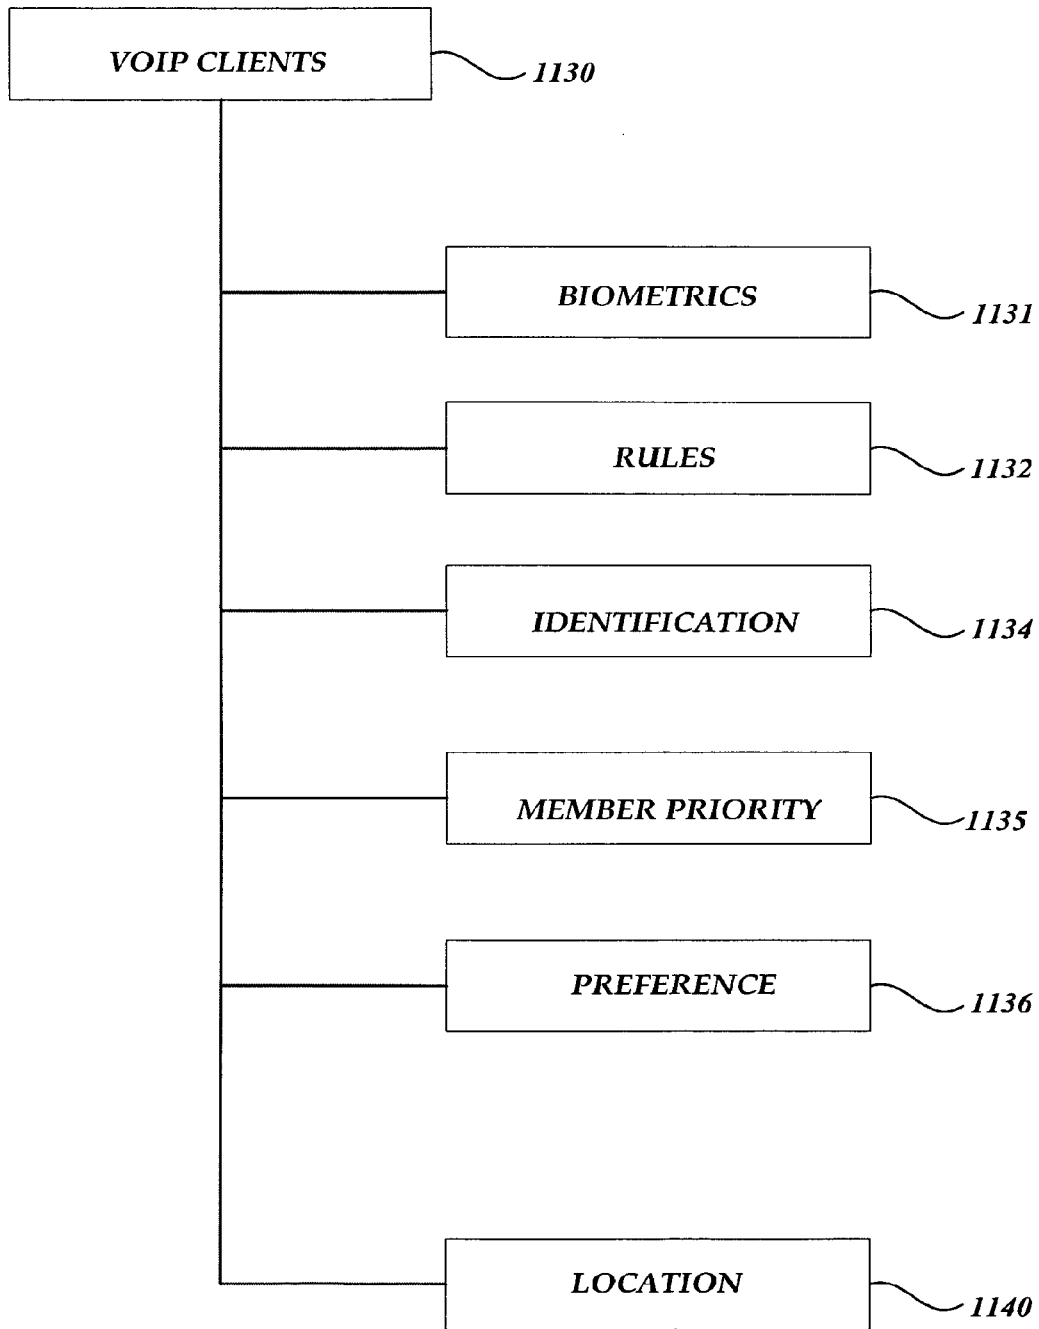 VOIP CLIENTS 1130
BIOMETRICS 1131
RULES 1132
IDENTIFICATION 1134
MEMBER PRIORITY 1135
PREFERENCE 1136
LOCATION 1140